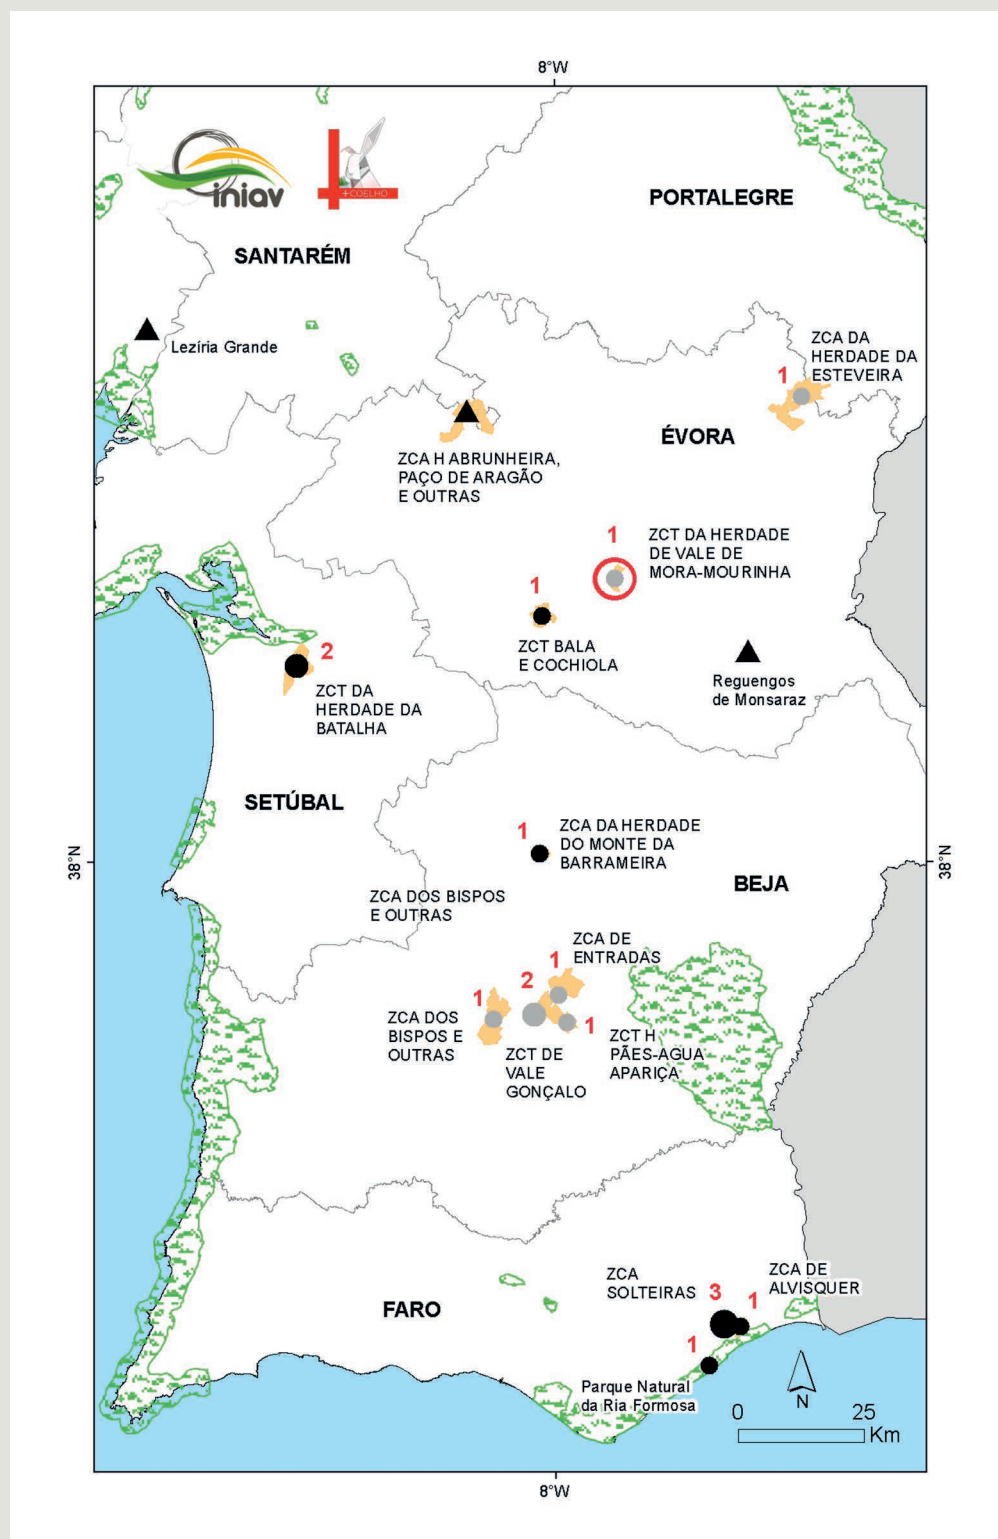 8°W
iniav
+COELHO
PORTALEGRE
SANTARÉM
Lezíria Grande
ZCA DA
HERDADE DA
ESTEVEIRA
1
ÉVORA
ZCA H ABRUNHEIRA,
PAÇO DE ARAGÃO
E OUTRAS
1
ZCT DA HERDADE
DE VALE DE
MORA-MOURINHA
1
ZCT BALA
E COCHIOLA
2
ZCT DA
HERDADE DA
BATALHA
Reguengos
de Monsaraz
SETÚBAL
1
ZCA DA HERDADE
DO MONTE DA
BARRAMEIRA
38°N
38°N
BEJA
ZCA DOS BISPOS
E OUTRAS
ZCA DE
ENTRADAS
1
2
1
1
ZCA DOS
BISPOS E
OUTRAS
ZCT DE
VALE
GONÇALO
ZCT H
PÃES-AGUA
APARIÇA
ZCA
SOLTEIRAS
ZCA DE
ALVISQUER
3
1
FARO
1
Parque Natural
da Ria Formosa
N
0 25
Km
8°W